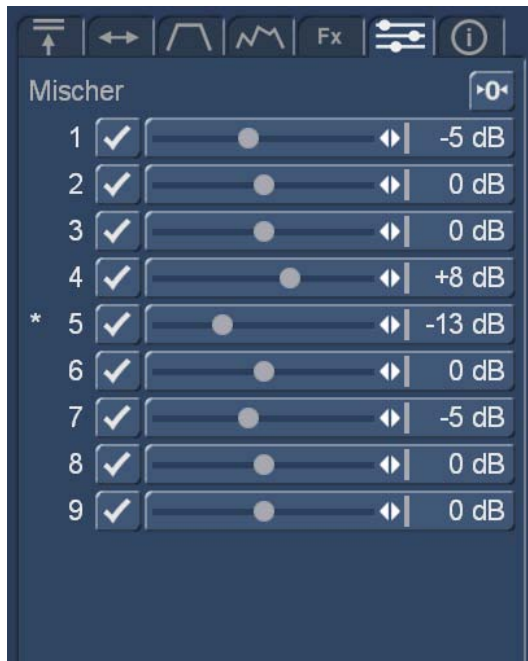 Fx
Mischer ▸0◂
1 -5 dB
2 0 dB
3 0 dB
4 +8 dB
* 5 -13 dB
6 0 dB
7 -5 dB
8 0 dB
9 0 dB